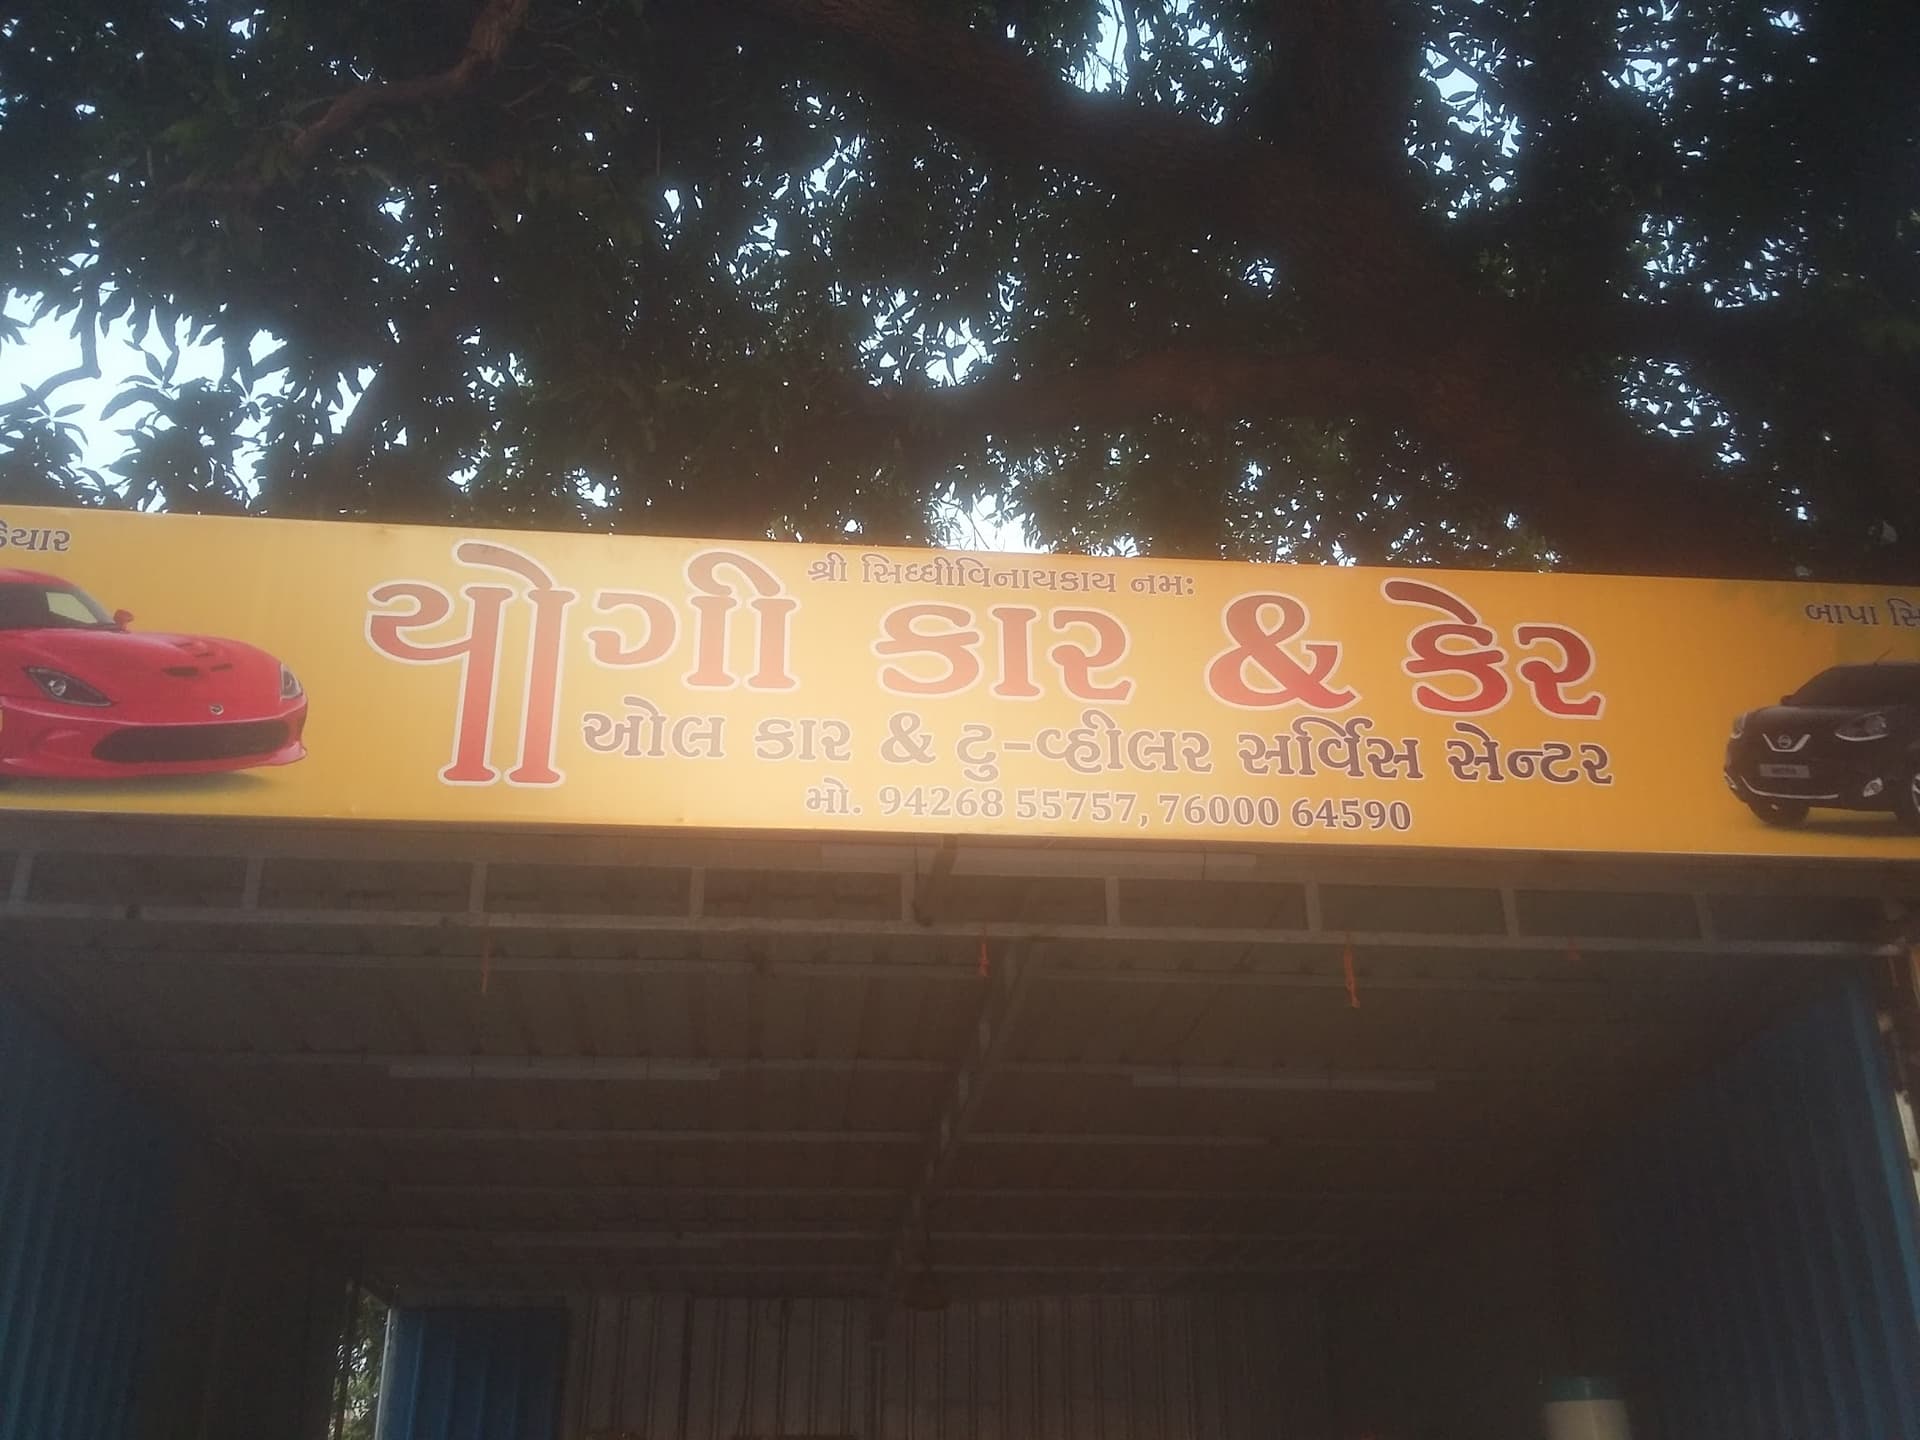 શ્રી સિધ્ધીવિનાયકાય નમઃ
યોગી કાર & કેર
ઓલ કાર & ટુ-વ્હીલર સર્વિસ સેન્ટર
મો. 94268 55757, 76000 64590
બાપા